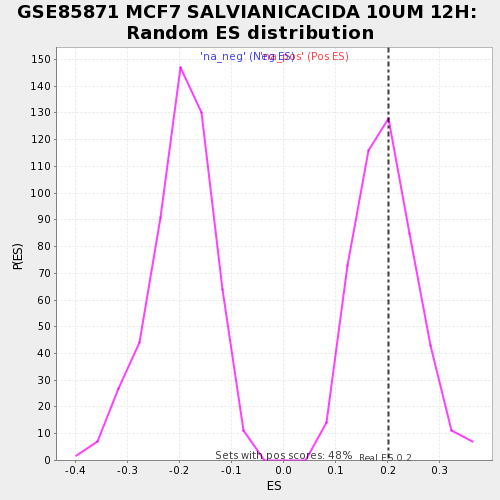 GSE85871 MCF7 SALVIANICACIDA 10UM 12H:
Random ES distribution
'na_neg' (Neg ES)
'na_pos' (Pos ES)
150
140
130
120
110
100
90
80
70
60
50
40
30
20
10
0
P(ES)
Sets with pos scores: 48%
Real ES 0.2
-0.4 -0.3 -0.2 -0.1 0.0 0.1 0.2 0.3
ES